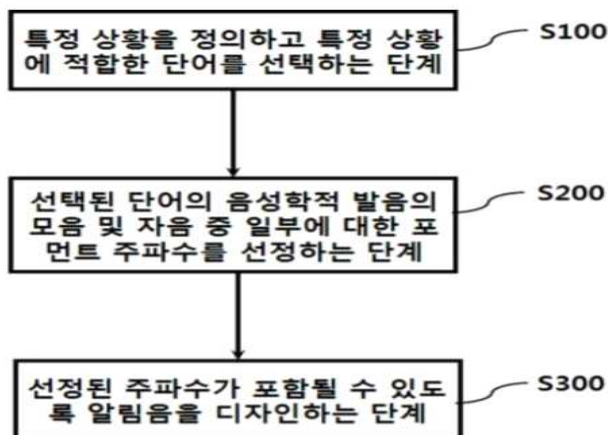 특정 상황을 정의하고 특정 상황
에 적합한 단어를 선택하는 단계
S100
선택된 단어의 음성학적 발음의
모음 및 자음 중 일부에 대한 포
먼트 주파수를 선정하는 단계
S200
선정된 주파수가 포함될 수 있도
록 알림음을 디자인하는 단계
S300